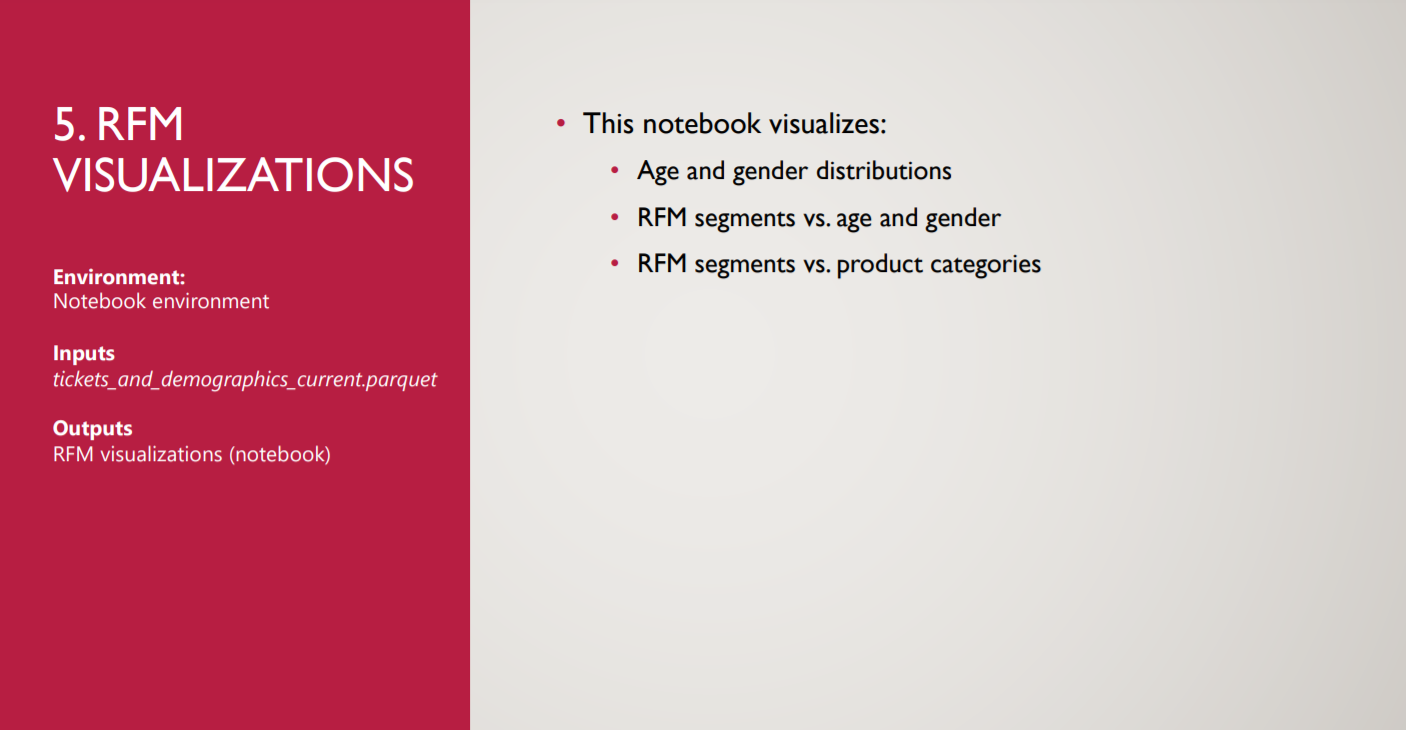 5. RFM
VISUALIZATIONS
Environment:
Notebook environment
Inputs
tickets_and_demographics_current.parquet
Outputs
RFM visualizations (notebook)
• This notebook visualizes:
• Age and gender distributions
• RFM segments vs. age and gender
• RFM segments vs. product categories